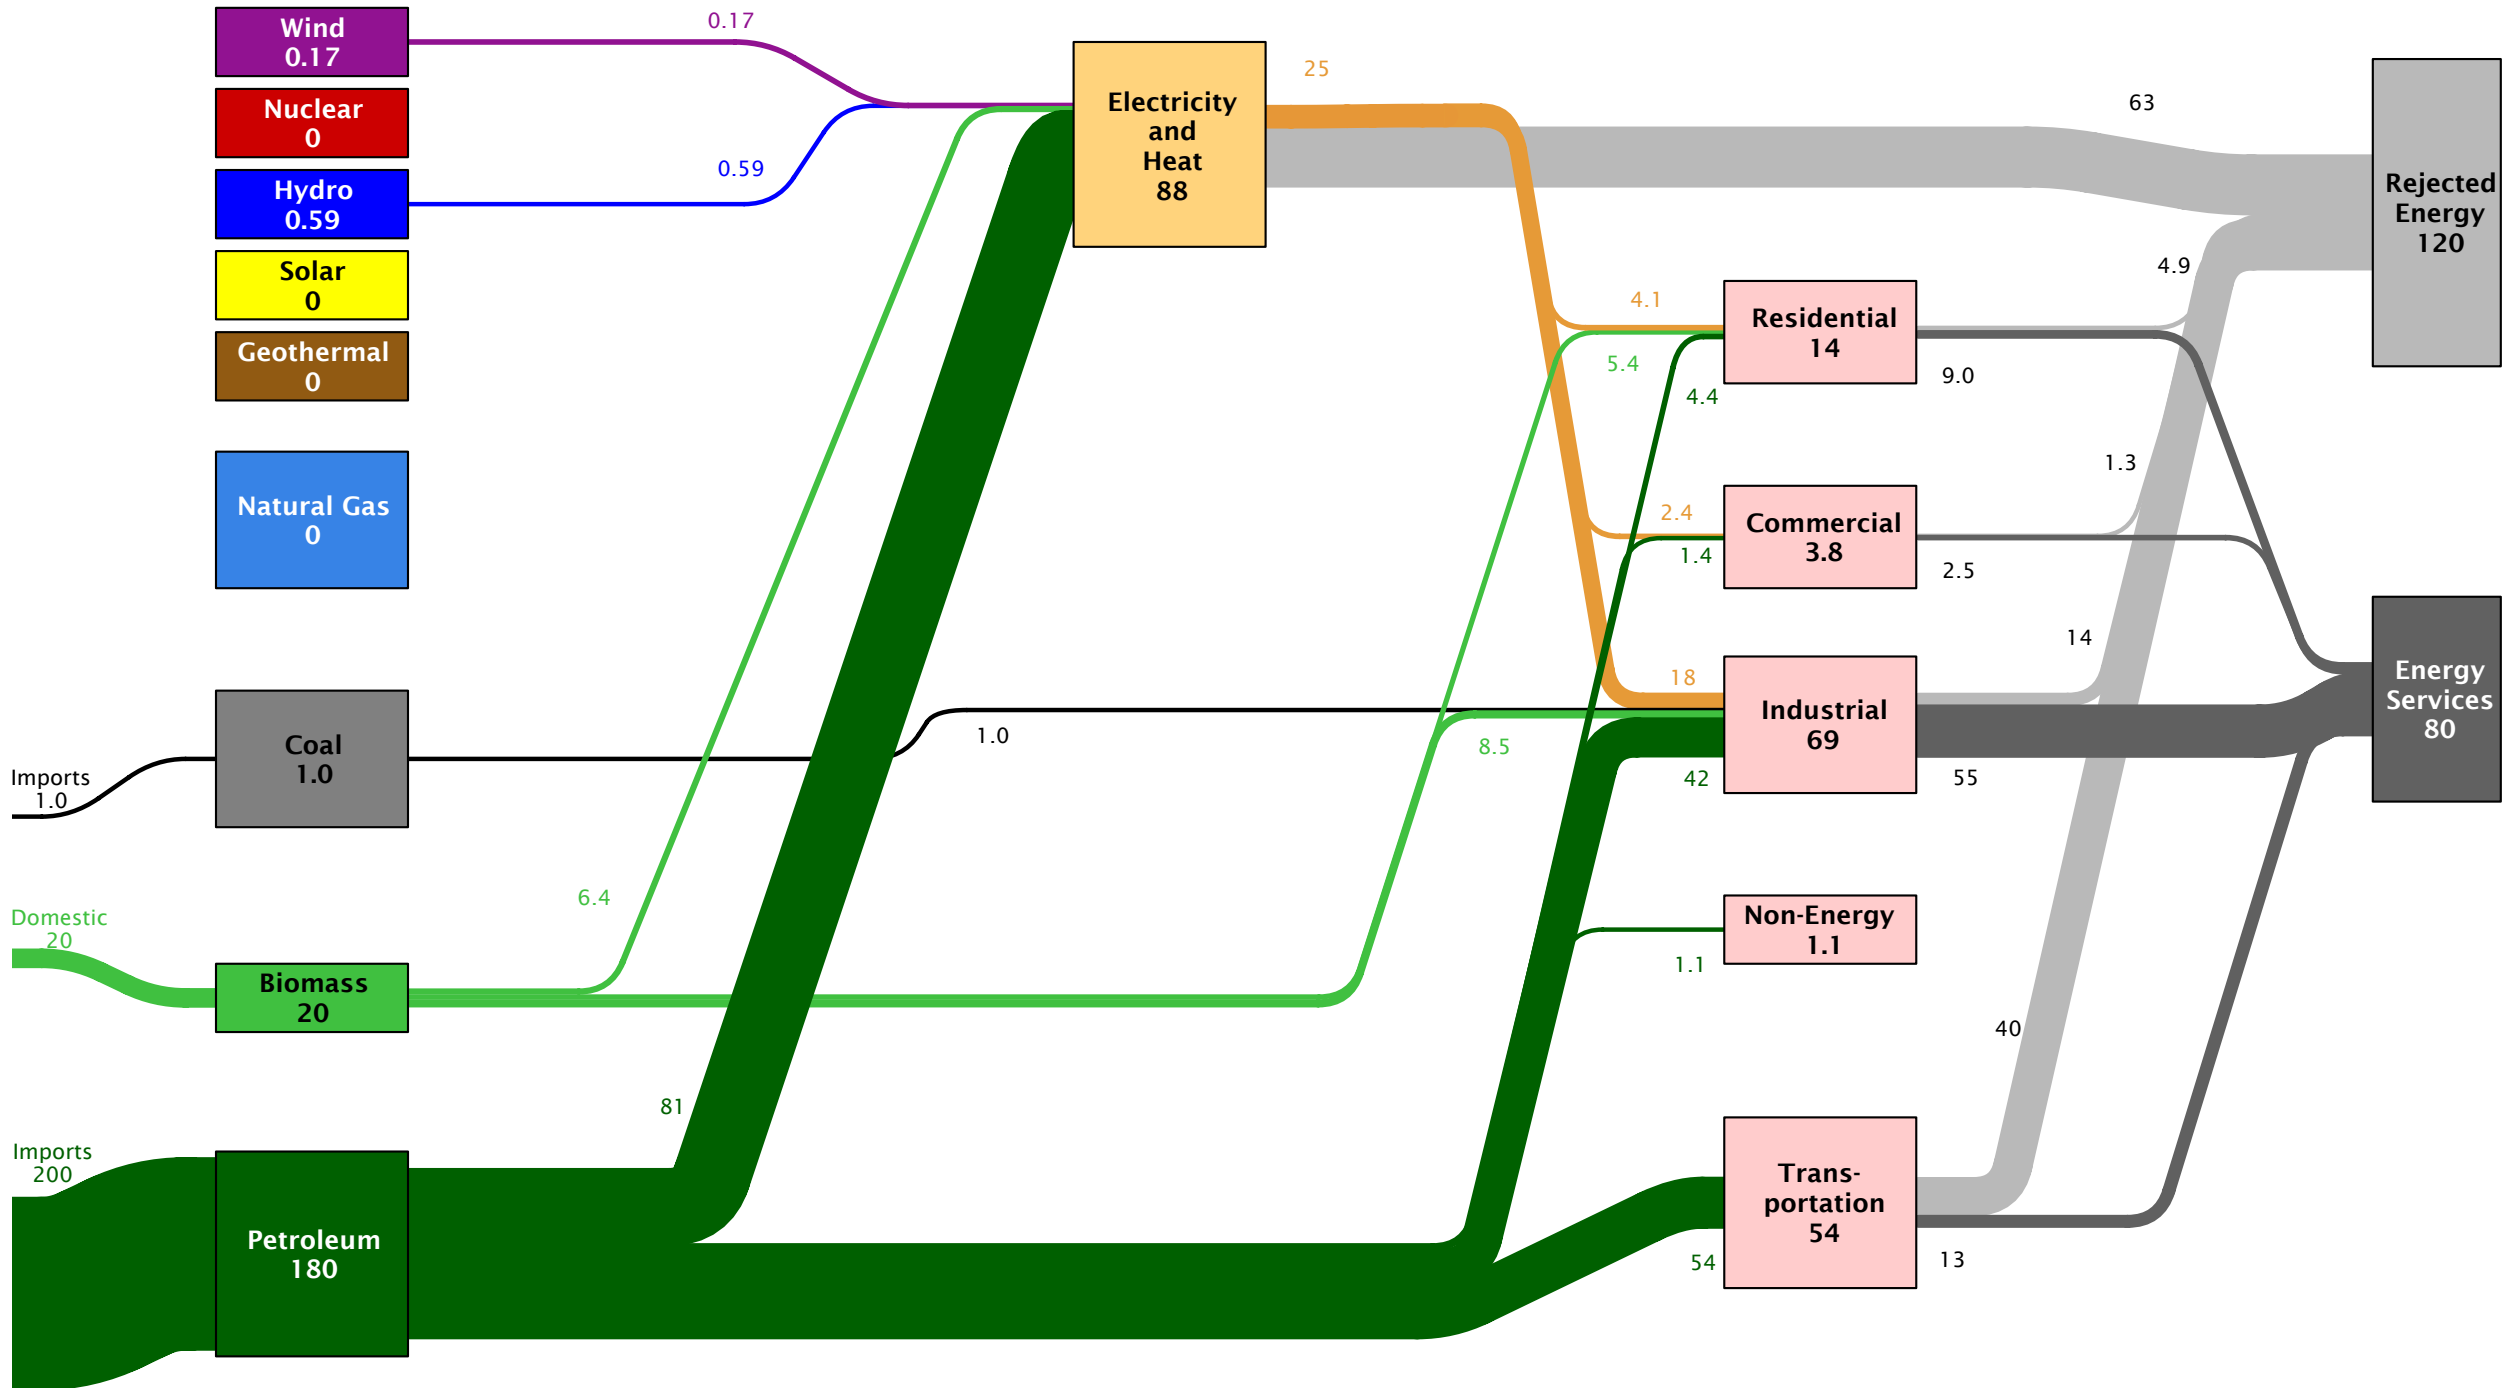 Wind
0.17
Nuclear
0
Hydro
0.59
Solar
0
Geothermal
0
Natural Gas
0
Coal
1.0
Biomass
20
Petroleum
180
Imports
1.0
Domestic
20
Imports
200
0.17
0.59
6.4
81
1.0
Electricity
and
Heat
88
25
63
4.1
5.4
4.4
2.4
1.4
18
8.5
42
1.1
54
Residential
14
Commercial
3.8
Industrial
69
Non-Energy
1.1
Trans-
portation
54
4.9
9.0
1.3
2.5
14
55
40
13
Rejected
Energy
120
Energy
Services
80